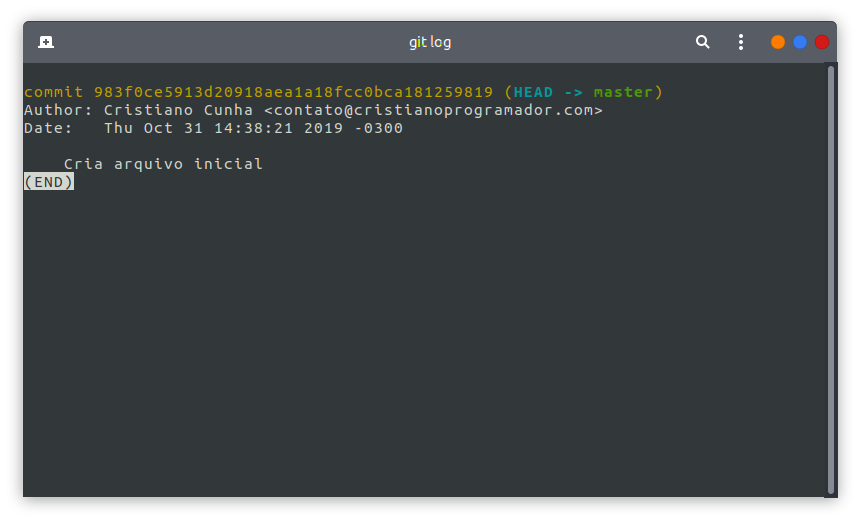 git log
commit 983f0ce5913d20918aea1a18fcc0bca181259819 (HEAD -> master)
Author: Cristiano Cunha <contato@cristianoprogramador.com>
Date:   Thu Oct 31 14:38:21 2019 -0300
    Cria arquivo inicial
(END)